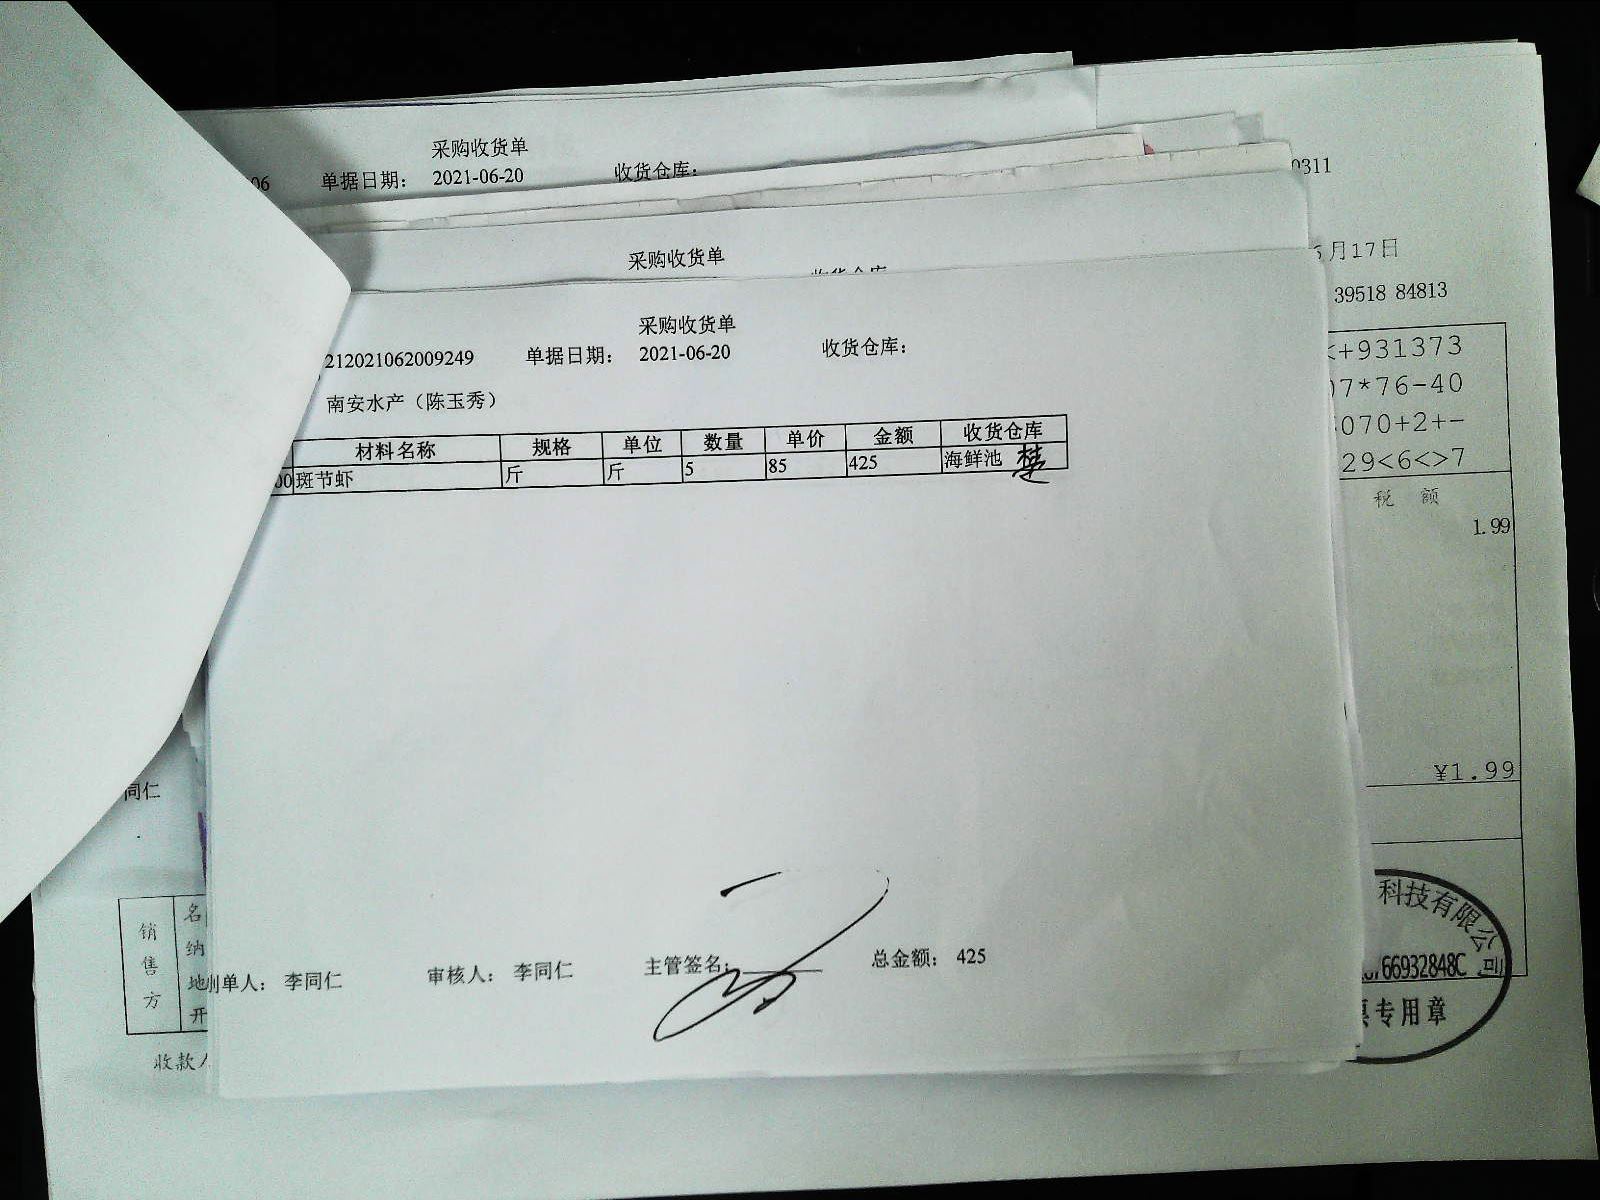 采购收货单
06 单据日期： 2021-06-20 收货仓库：
0311
采购收货单
月17日
39518 84813
采购收货单
212021062009249 单据日期： 2021-06-20 收货仓库：
南安水产（陈玉秀）
材料名称 规格 单位 数量 单价 金额 收货仓库
00 斑节虾 斤 斤 5 85 425 海鲜池
<+931373
07*76-40
070+2+-
29<6<>7
税 额
1.99
¥1.99
同仁
销售方
名
纳
地
开
制单人： 李同仁 审核人： 李同仁 主管签名： 总金额： 425
收款人
科技有限公司
66932848C
票专用章